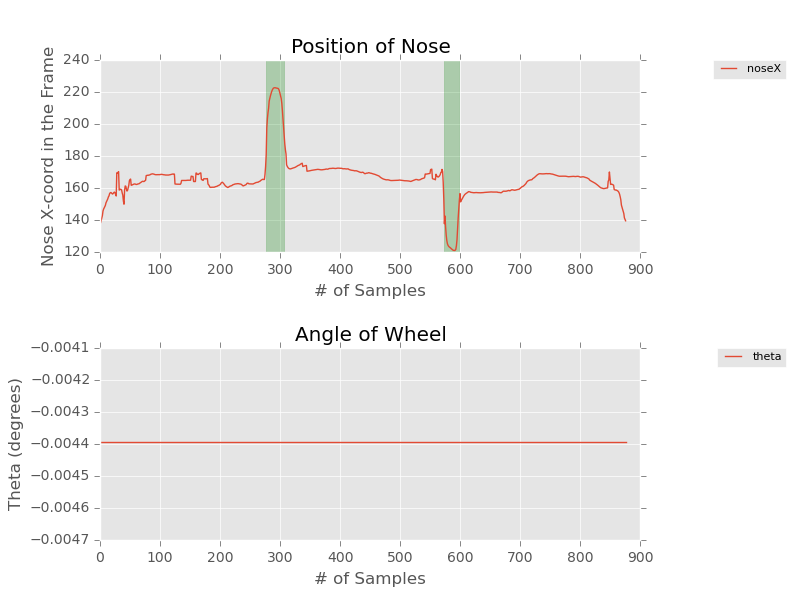 Position of Nose
Nose X-coord in the Frame
240
220
200
180
160
140
120
0 100 200 300 400 500 600 700 800 900
# of Samples
noseX
Angle of Wheel
Theta (degrees)
−0.0041
−0.0042
−0.0043
−0.0044
−0.0045
−0.0046
−0.0047
0 100 200 300 400 500 600 700 800 900
# of Samples
theta